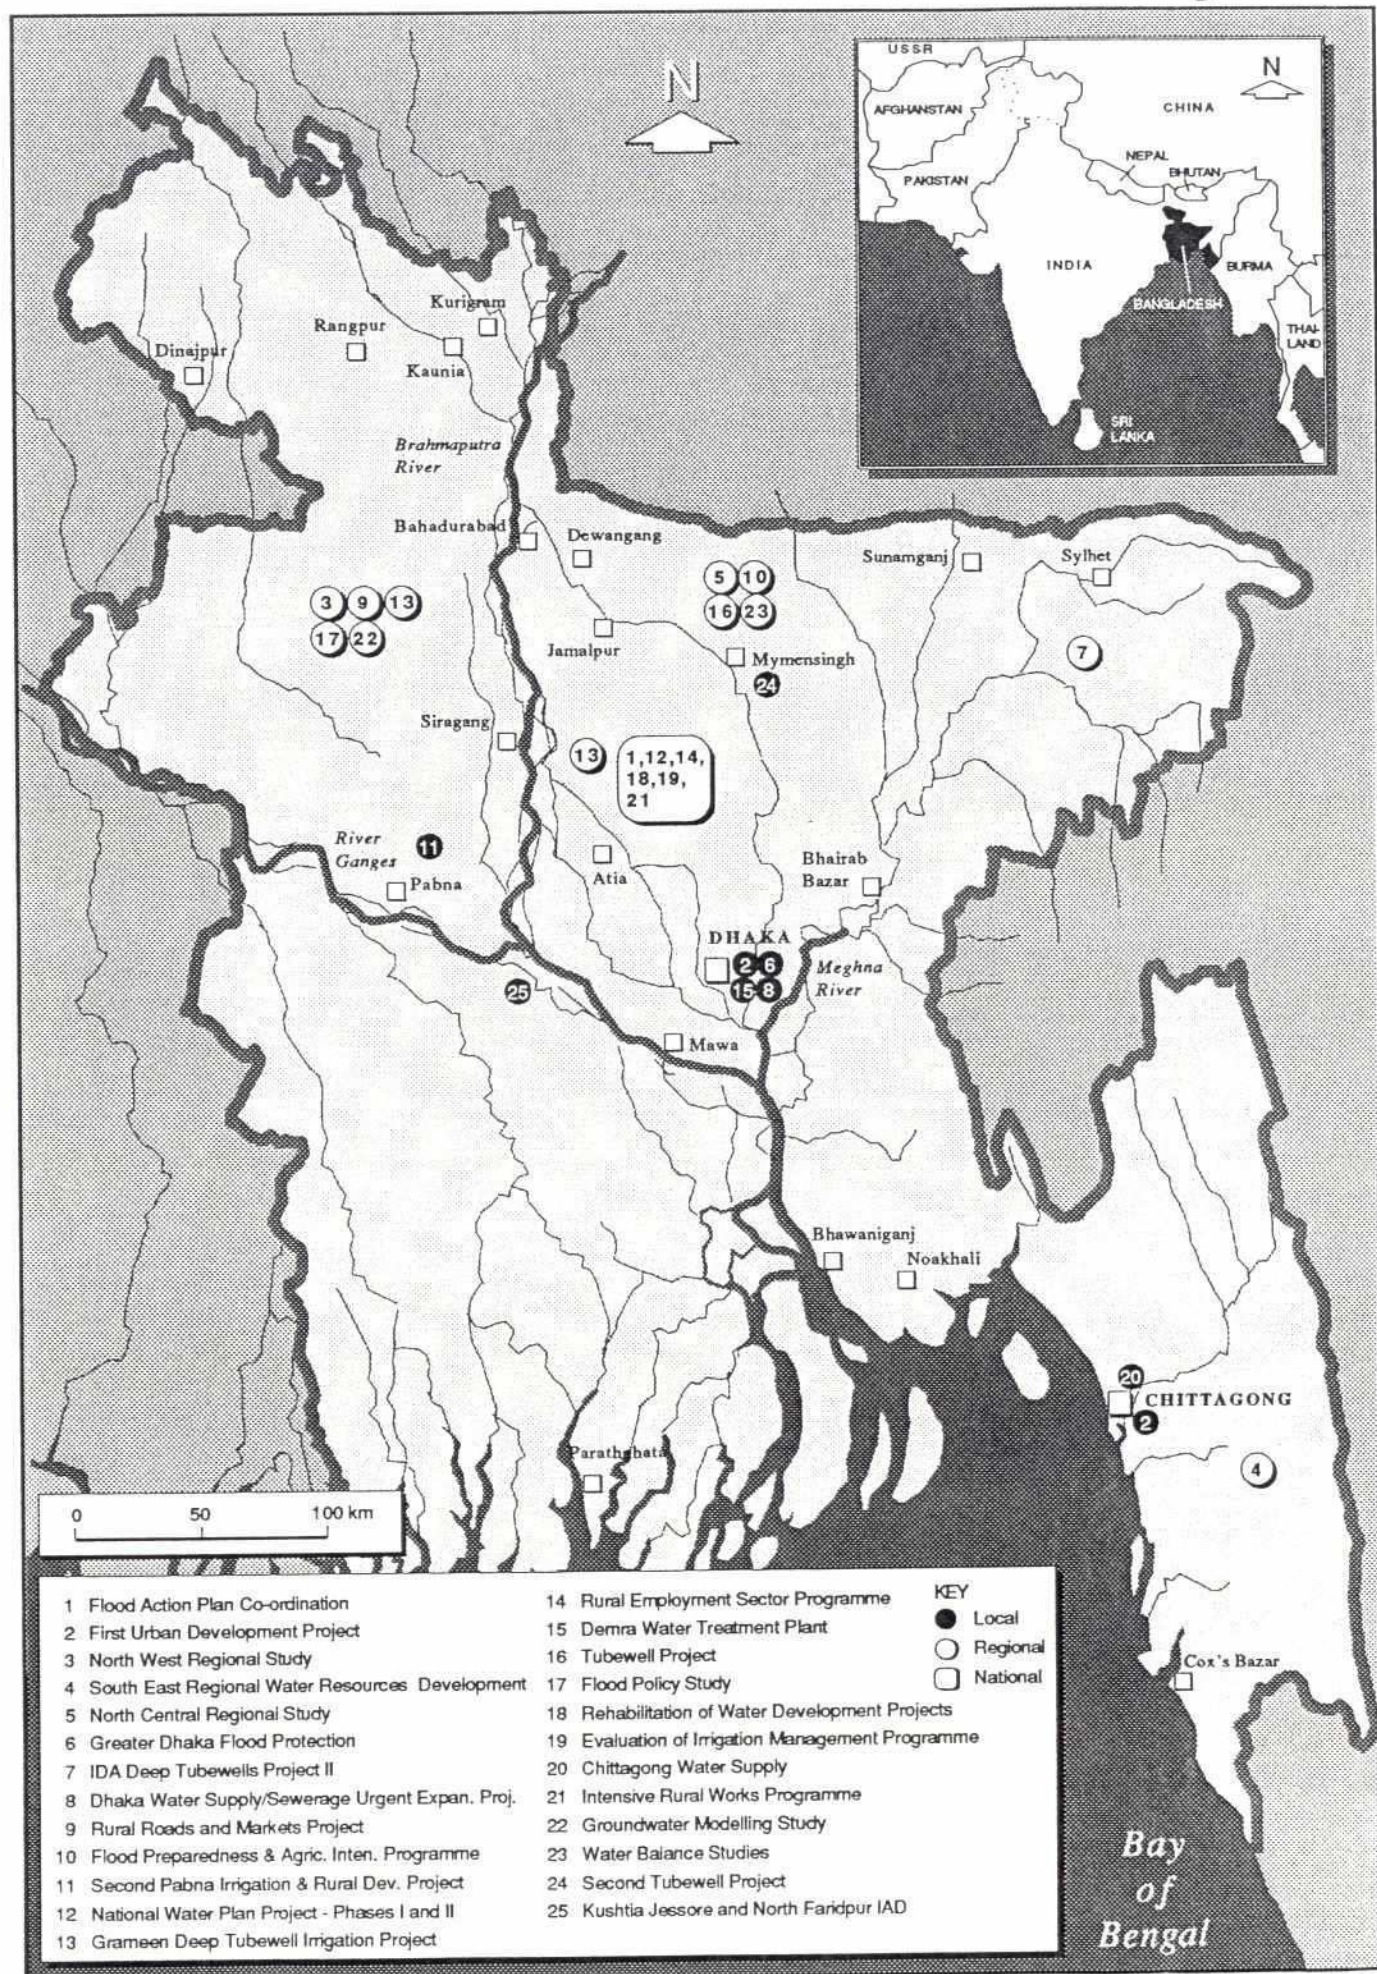 N
USSR
N
AFGHANISTAN
CHINA
NEPAL
BHUTAN
PAKISTAN
INDIA
BURMA
BANGLADESH
THAI-
LAND
SRI
LANKA
Kurigram
Rangpur
Dinajpur
Kaunia
Brahmaputra
River
Bahadurabad
Dewangang
Sunamganj
Sylhet
5 10
16 23
3 9 13
17 22
Jamalpur
Mymensingh
24
7
Siragang
13
1,12,14,
18,19,
21
River
Ganges
11
Pabna
Atia
Bhairab
Bazar
DHAKA
2 6
15 8
Meghna
River
25
Mawa
Bhawaniganj
Noakhali
20
CHITTAGONG
2
4
Parathghata
0 50 100 km
Cox's Bazar
1 Flood Action Plan Co-ordination
2 First Urban Development Project
3 North West Regional Study
4 South East Regional Water Resources Development
5 North Central Regional Study
6 Greater Dhaka Flood Protection
7 IDA Deep Tubewells Project II
8 Dhaka Water Supply/Sewerage Urgent Expan. Proj.
9 Rural Roads and Markets Project
10 Flood Preparedness & Agric. Inten. Programme
11 Second Pabna Irrigation & Rural Dev. Project
12 National Water Plan Project - Phases I and II
13 Grameen Deep Tubewell Irrigation Project
14 Rural Employment Sector Programme
15 Demra Water Treatment Plant
16 Tubewell Project
17 Flood Policy Study
18 Rehabilitation of Water Development Projects
19 Evaluation of Irrigation Management Programme
20 Chittagong Water Supply
21 Intensive Rural Works Programme
22 Groundwater Modelling Study
23 Water Balance Studies
24 Second Tubewell Project
25 Kushtia Jessore and North Faridpur IAD
KEY
Local
Regional
National
Bay
of
Bengal